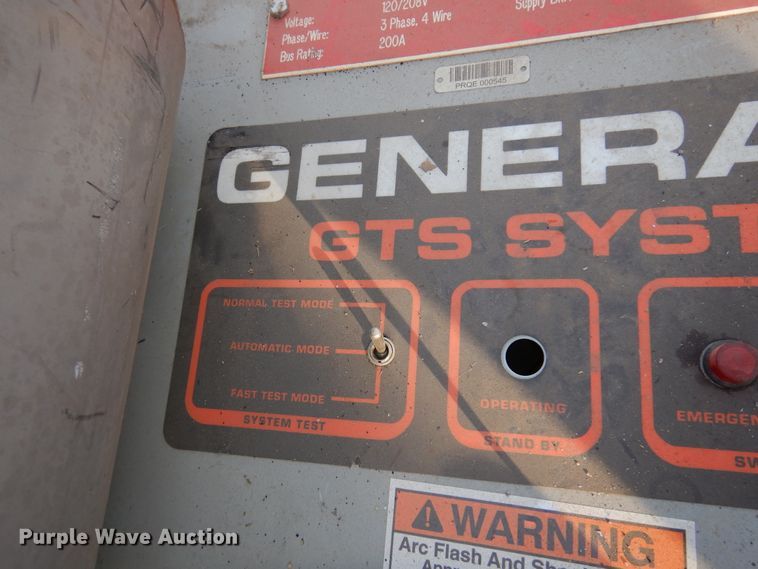 120/208V
Voltage:
3 Phase, 4 Wire
Phase/Wire:
200A
Bus Rating:
PRQE 000545
GENERA
GTS SYST
NORMAL TEST MODE
AUTOMATIC MODE
FAST TEST MODE
SYSTEM TEST
OPERATING
STAND BY
EMERGEN
SW
WARNING
Arc Flash And Sho
Purple Wave Auction